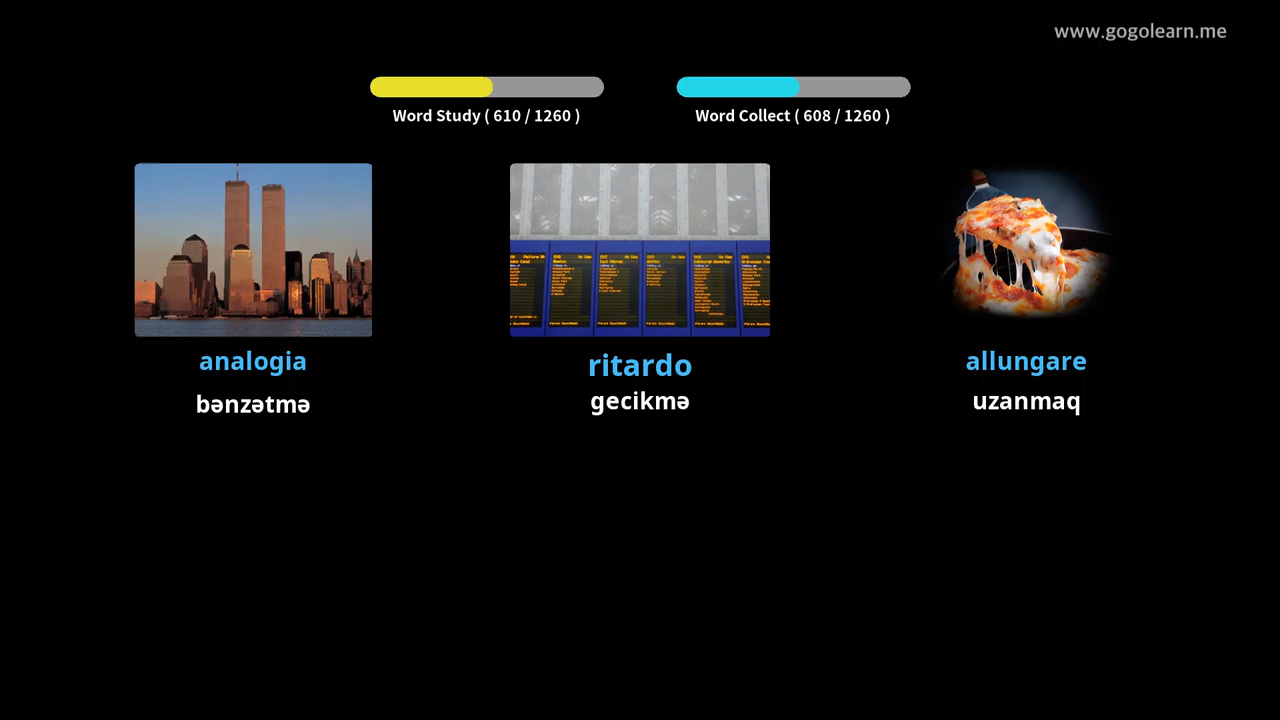 www.gogolearn.me
Word Study ( 610 / 1260 )
Word Collect ( 608 / 1260 )
analogia
ritardo
allungare
bənzətmə
gecikmə
uzanmaq